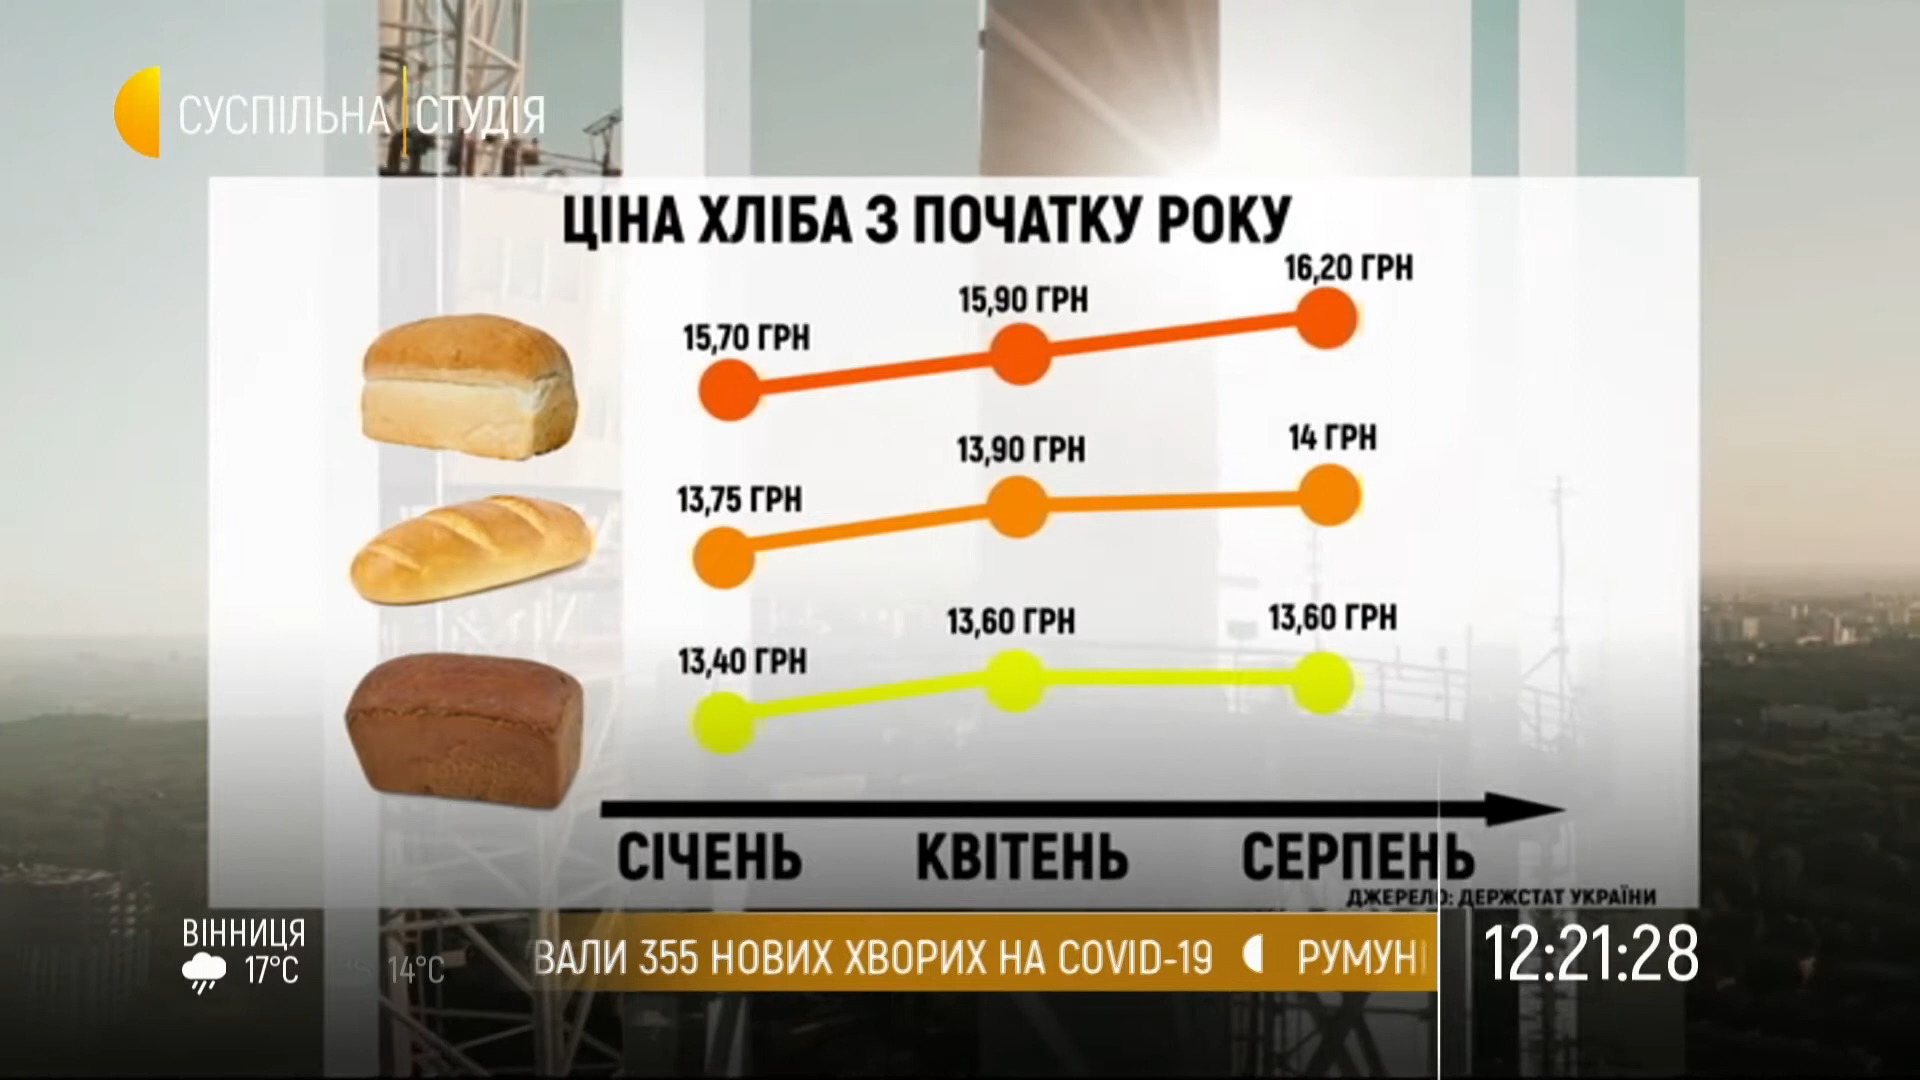 СУСПІЛЬНА СТУДІЯ
ЦІНА ХЛІБА З ПОЧАТКУ РОКУ
15,70 ГРН
15,90 ГРН
16,20 ГРН
13,75 ГРН
13,90 ГРН
14 ГРН
13,40 ГРН
13,60 ГРН
13,60 ГРН
СІЧЕНЬ
КВІТЕНЬ
СЕРПЕНЬ
ДЖЕРЕЛО: ДЕРЖСТАТ УКРАЇНИ
ВІННИЦЯ
17°C
14°C
ВАЛИ 355 НОВИХ ХВОРИХ НА COVID-19
РУМУНІ
12:21:28